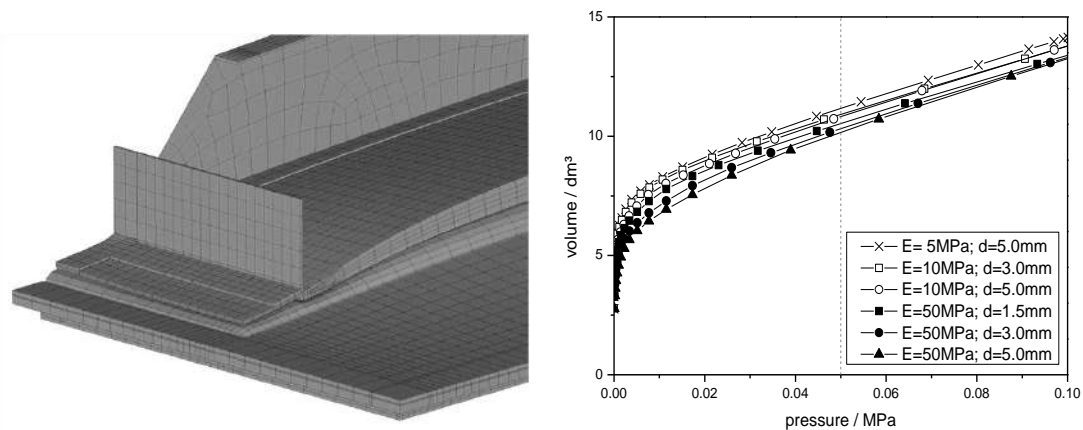 15
10
5
0
volume / dm³
0.00
0.02
0.04
0.06
0.08
0.10
pressure / MPa
E= 5MPa; d=5.0mm
E=10MPa; d=3.0mm
E=10MPa; d=5.0mm
E=50MPa; d=1.5mm
E=50MPa; d=3.0mm
E=50MPa; d=5.0mm